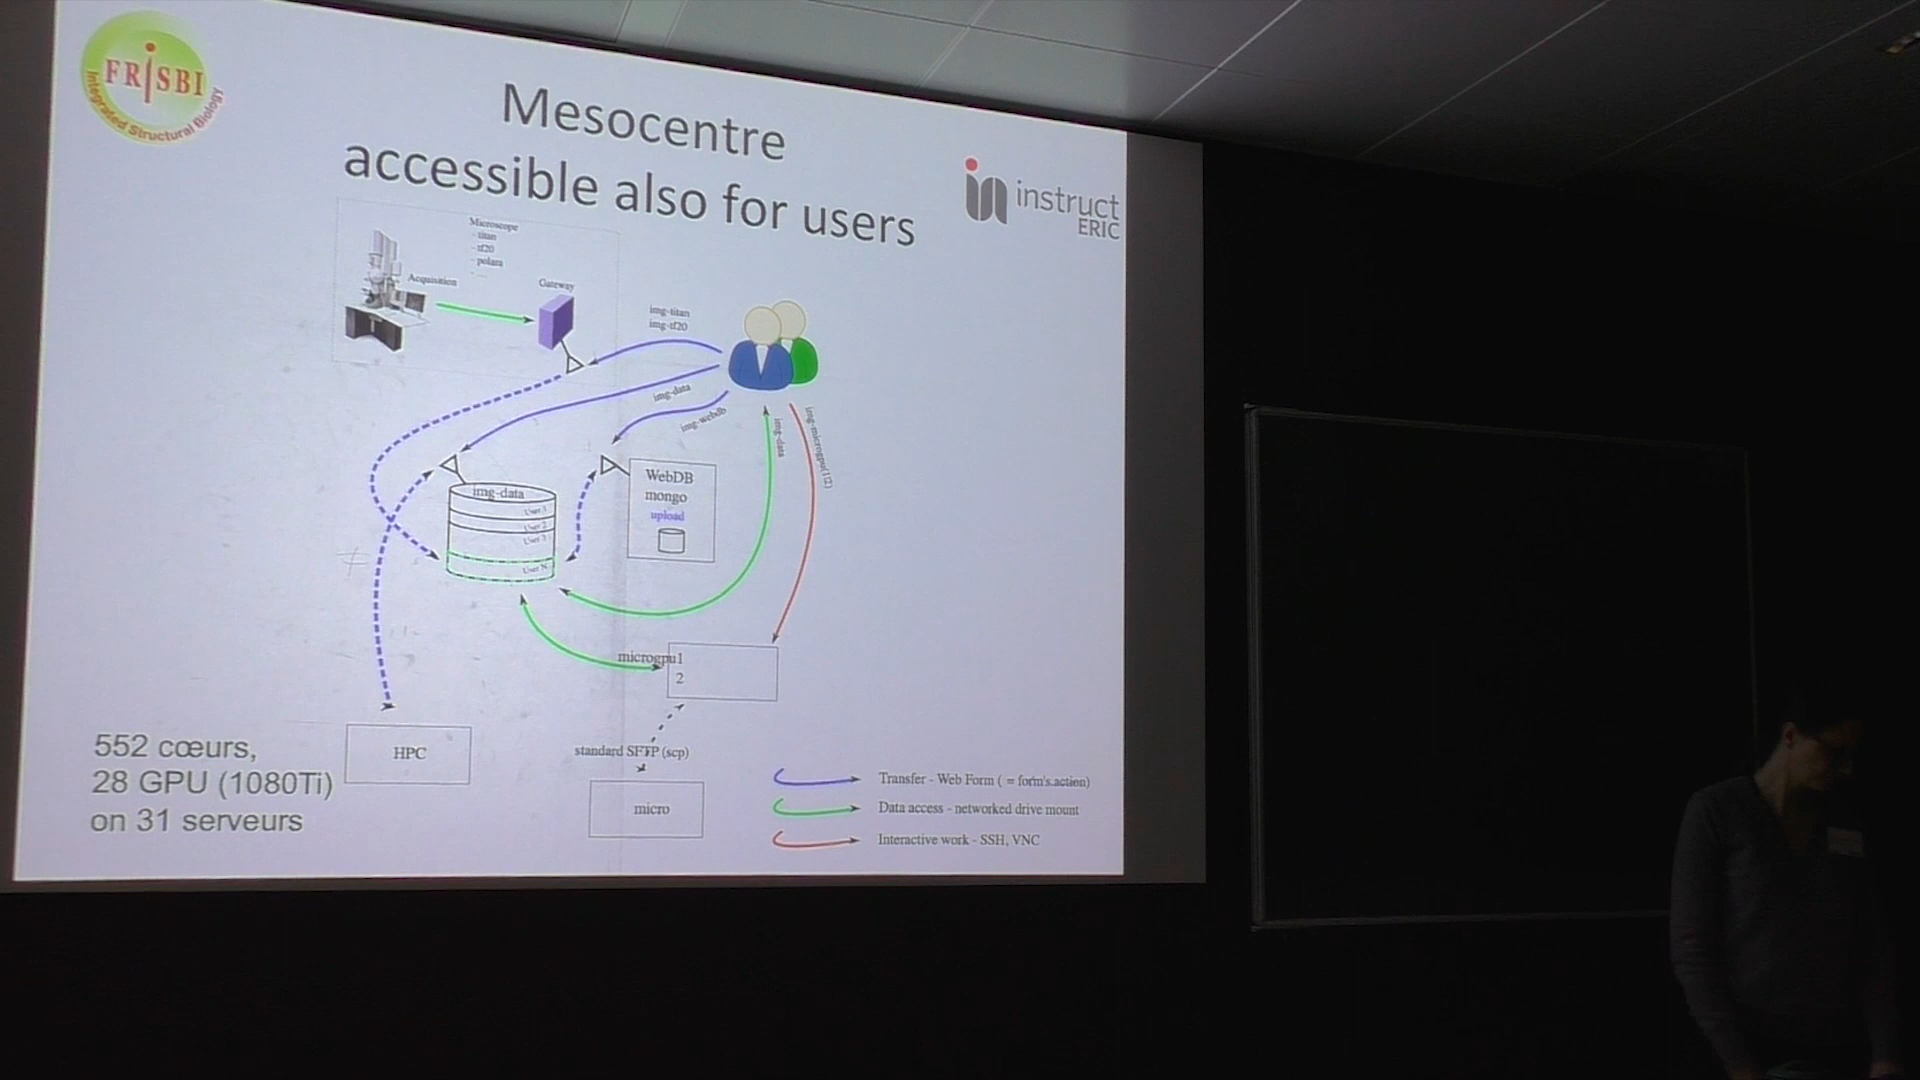 FRISBI
Integrated Structural Biology
Mesocentre
accessible also for users
instruct
ERIC
Microscope
- titan
- tf20
- polara
- ...
Acquisition
Gateway
img-titan
img-tf20
img-data
img-webdb
img-data
img-microgpu(1|2)
img-data
User 1
User 2
User 3
User N
WebDB
mongo
upload
microgpu1
2
HPC
standard SFTP (scp)
micro
552 cœurs,
28 GPU (1080Ti)
on 31 serveurs
Transfer - Web Form ( = form's.action)
Data access - networked drive mount
Interactive work - SSH, VNC